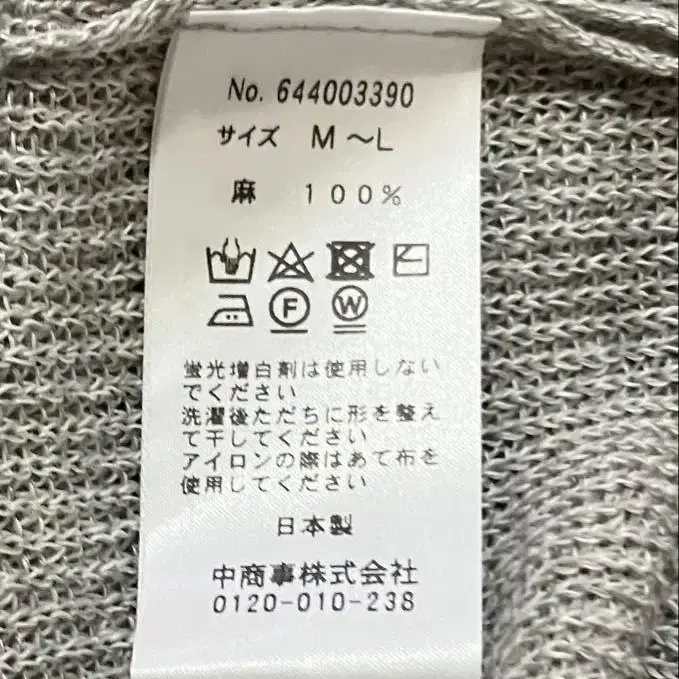 No. 644003390
サイズ M〜L
麻 100%
F W
蛍光増白剤は使用しない
でください
洗濯後ただちに形を整え
て干してください
アイロンの際はあて布を
使用してください
日本製
中商事株式会社
0120-010-238